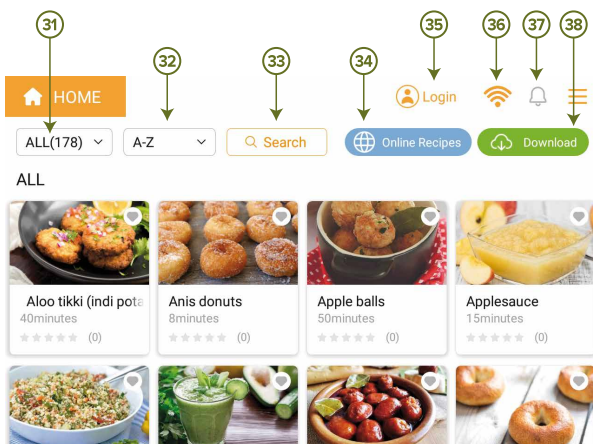 31
32
33
34
35
36
37
38
HOME
Login
ALL(178)
A-Z
Search
Online Recipes
Download
ALL
Aloo tikki (indi pota
Anis donuts
Apple balls
Applesauce
40minutes
8minutes
50minutes
15minutes
(0)
(0)
(0)
(0)